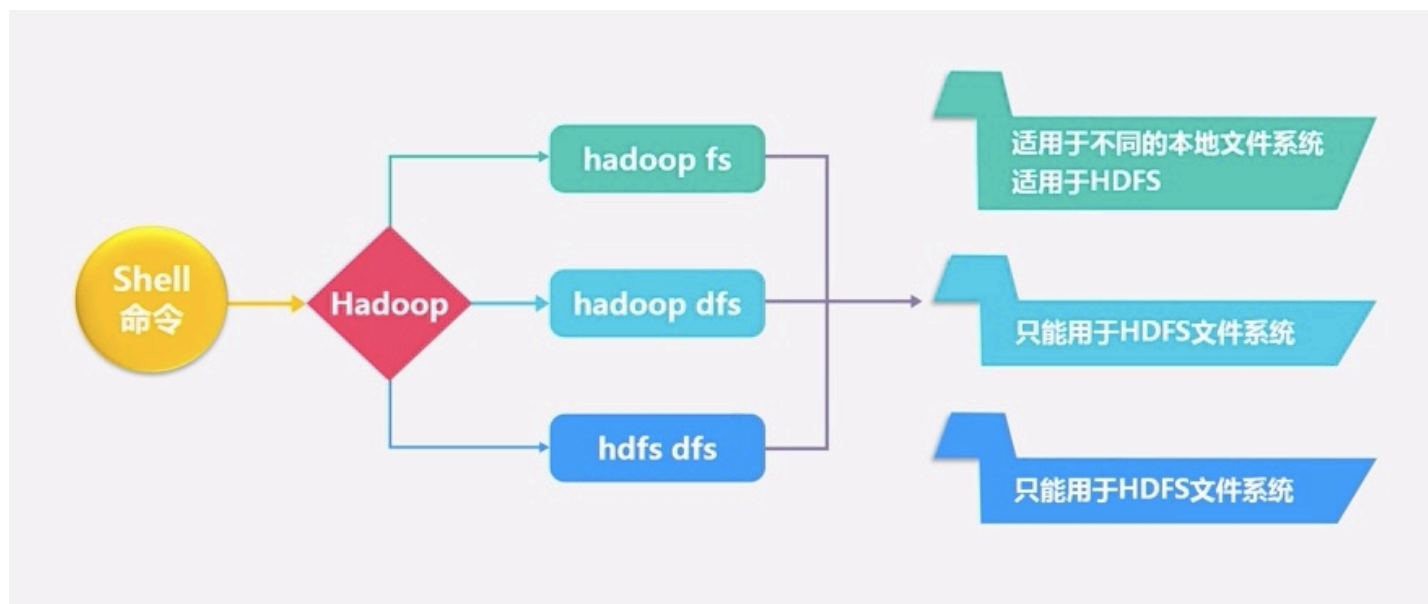 Shell
命令
Hadoop
hadoop fs
hadoop dfs
hdfs dfs
适用于不同的本地文件系统
适用于HDFS
只能用于HDFS文件系统
只能用于HDFS文件系统